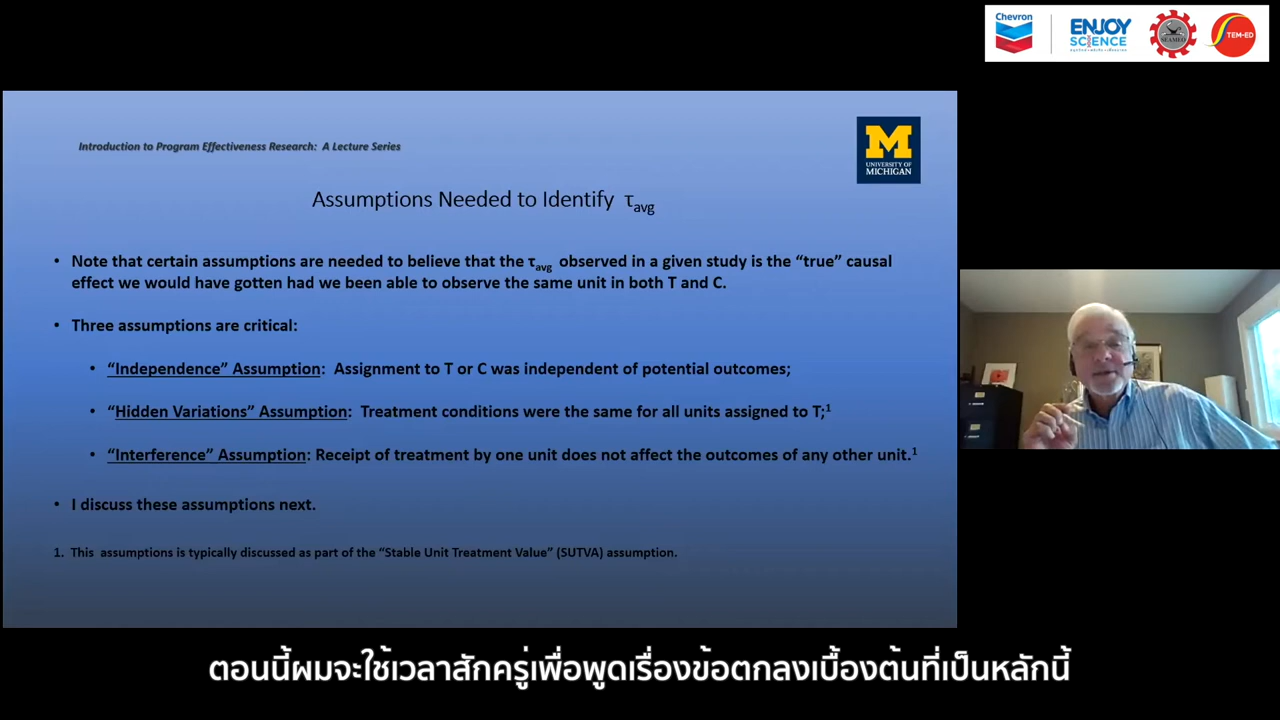 Chevron
ENJOY
SCIENCE
SEAMEO
STEM-ED
Introduction to Program Effectiveness Research: A Lecture Series
M
UNIVERSITY OF
MICHIGAN
Assumptions Needed to Identify τavg
• Note that certain assumptions are needed to believe that the τavg observed in a given study is the “true” causal
effect we would have gotten had we been able to observe the same unit in both T and C.
• Three assumptions are critical:
• “Independence” Assumption: Assignment to T or C was independent of potential outcomes;
• “Hidden Variations” Assumption: Treatment conditions were the same for all units assigned to T;1
• “Interference” Assumption: Receipt of treatment by one unit does not affect the outcomes of any other unit.1
• I discuss these assumptions next.
1. This assumptions is typically discussed as part of the “Stable Unit Treatment Value” (SUTVA) assumption.
ตอนนี้ผมจะใช้เวลาสักครู่เพื่อพูดเรื่องข้อตกลงเบื้องต้นที่เป็นหลักนี้